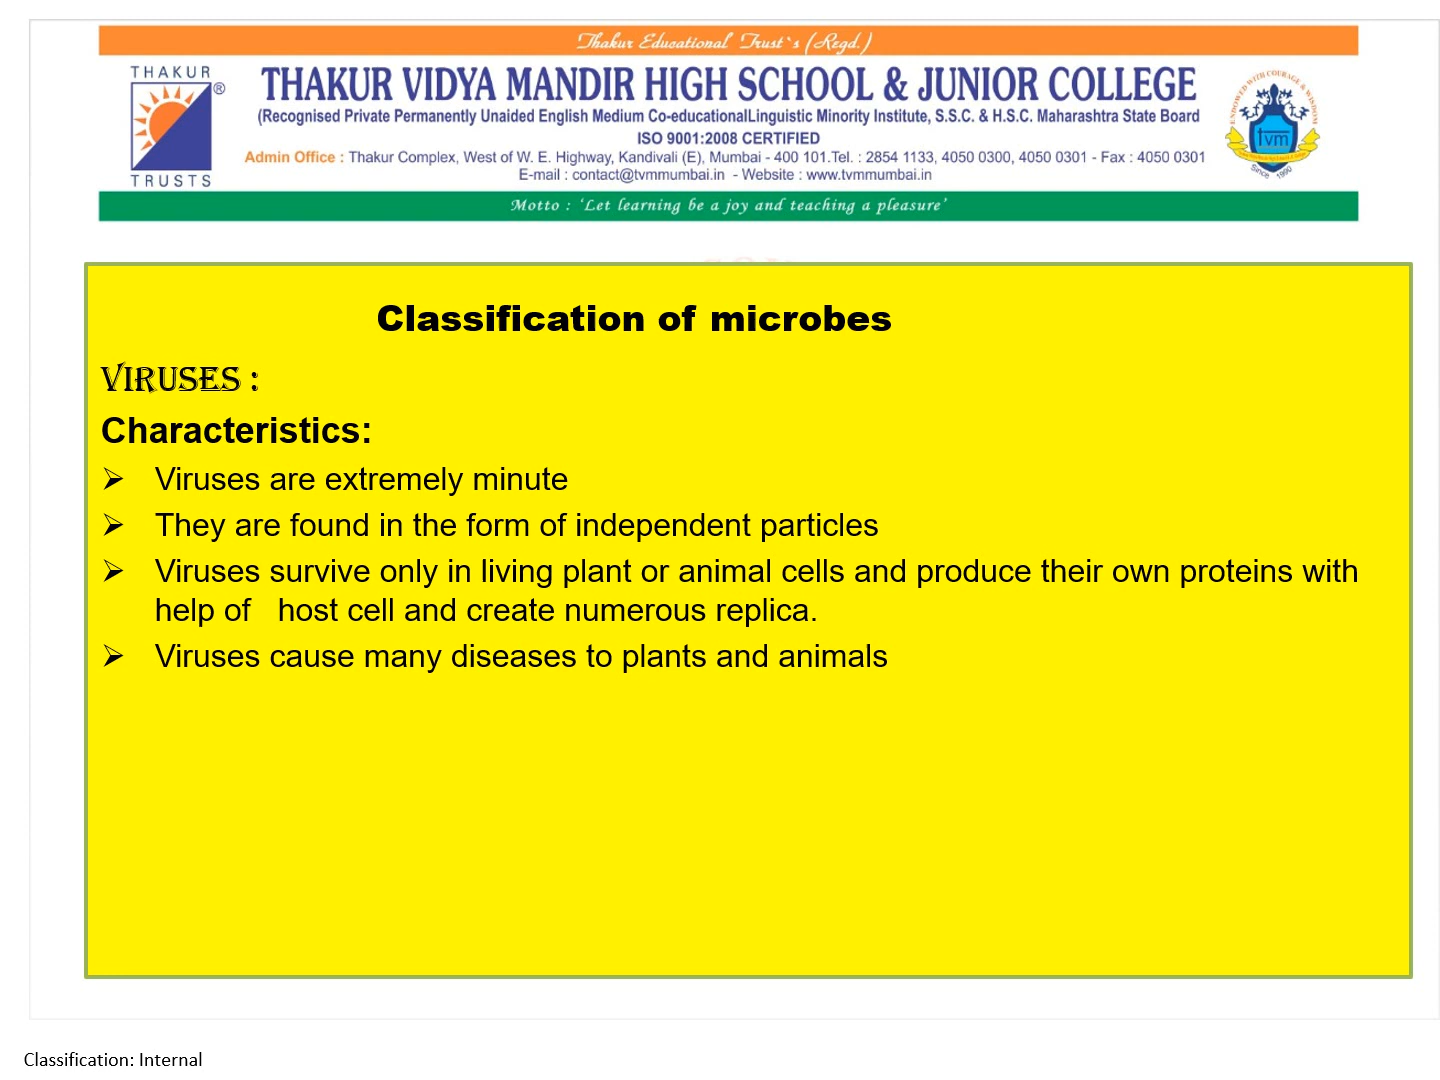 Thakur Educational Trust`s (Regd.)
THAKUR
®
TRUSTS
THAKUR VIDYA MANDIR HIGH SCHOOL & JUNIOR COLLEGE
(Recognised Private Permanently Unaided English Medium Co-educationalLinguistic Minority Institute, S.S.C. & H.S.C. Maharashtra State Board
ISO 9001:2008 CERTIFIED
Admin Office : Thakur Complex, West of W. E. Highway, Kandivali (E), Mumbai - 400 101.Tel. : 2854 1133, 4050 0300, 4050 0301 - Fax : 4050 0301
E-mail : contact@tvmmumbai.in - Website : www.tvmmumbai.in
ENDOWED WITH COURAGE & WISDOM
tvm
Since 1990
Motto : ‘Let learning be a joy and teaching a pleasure’
Classification of microbes
VIRUSES :
Characteristics:
➢ Viruses are extremely minute
➢ They are found in the form of independent particles
➢ Viruses survive only in living plant or animal cells and produce their own proteins with
help of host cell and create numerous replica.
➢ Viruses cause many diseases to plants and animals
Classification: Internal